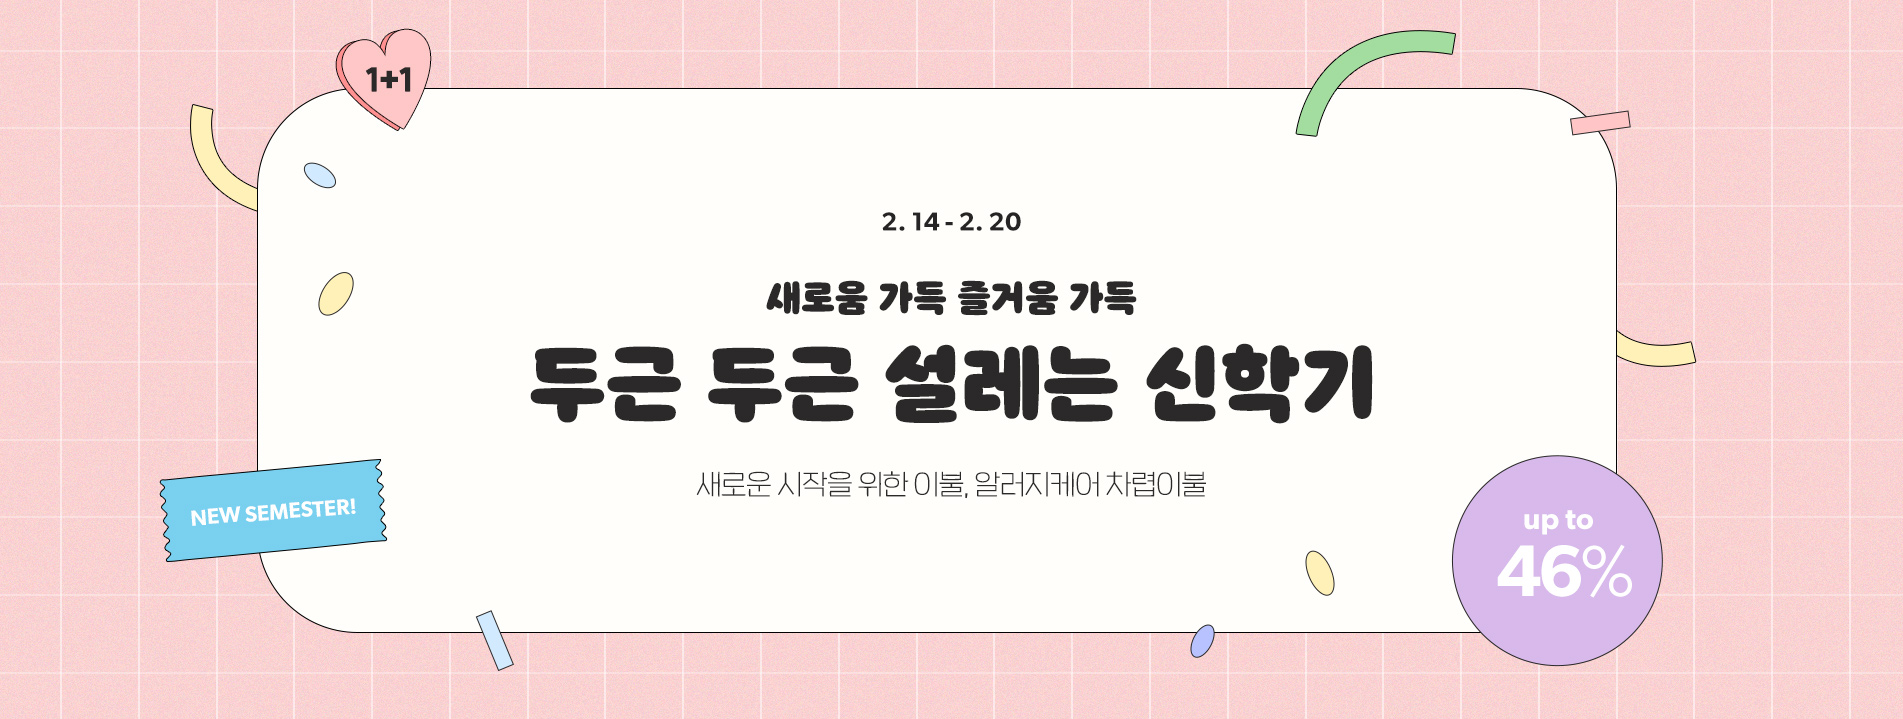 1+1
2. 14 - 2. 20
새로움 가득 즐거움 가득
두근 두근 설레는 신학기
새로운 시작을 위한 이불, 알러지케어 차렵이불
NEW SEMESTER!
up to
46%